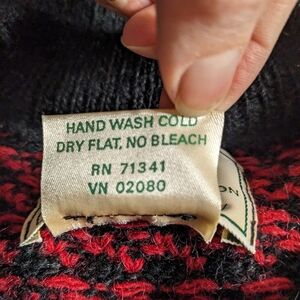 HAND WASH COLD
DRY FLAT, NO BLEACH
RN 71341
VN 02080